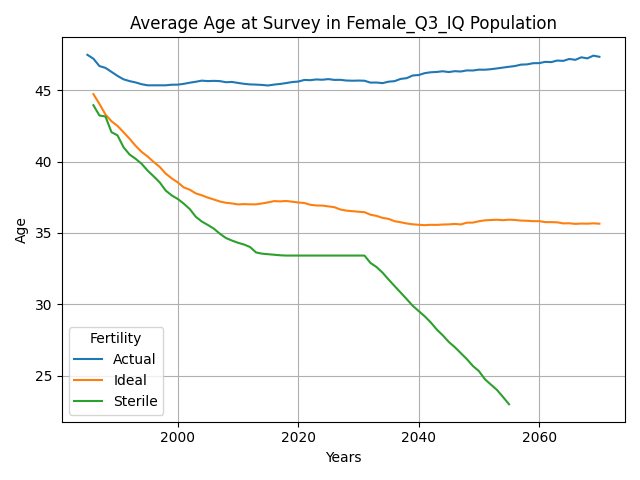 Average Age at Survey in Female_Q3_IQ Population
Age
45
40
35
30
25
Fertility
Actual
Ideal
Sterile
2000
2020
2040
2060
Years